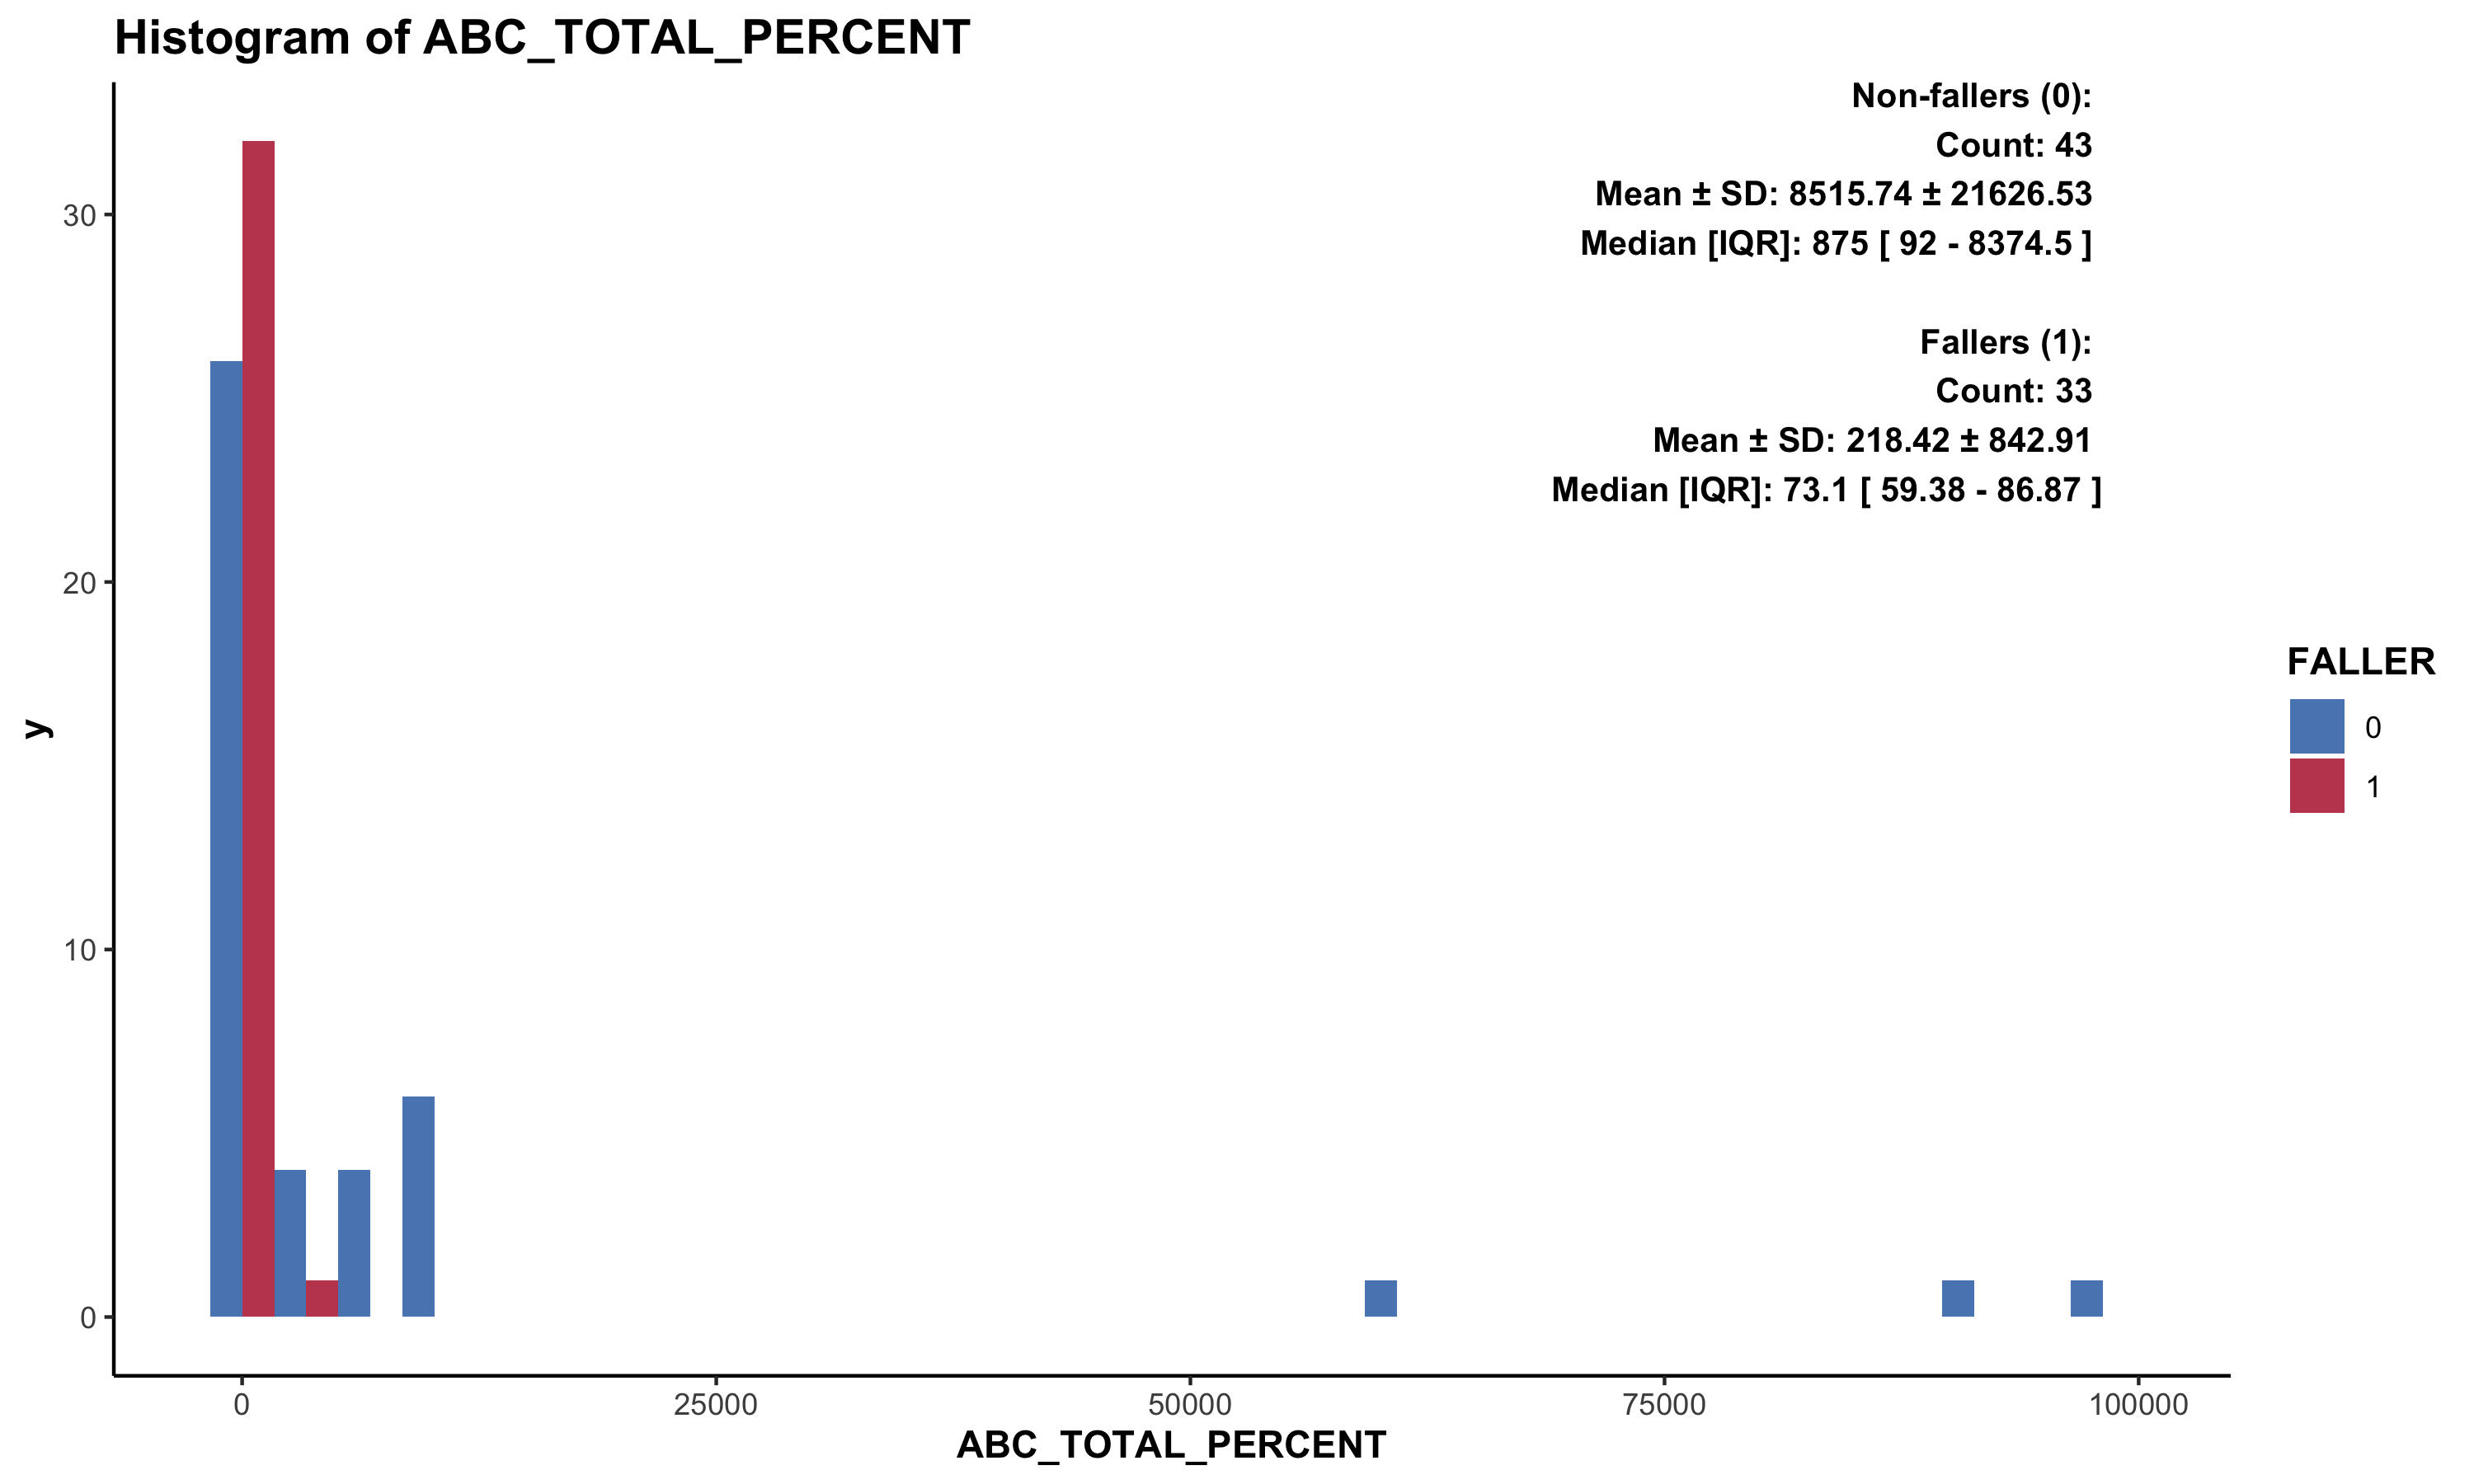 Histogram of ABC_TOTAL_PERCENT
Non-fallers (0):
Count: 43
Mean ± SD: 8515.74 ± 21626.53
Median [IQR]: 875 [ 92 - 8374.5 ]
Fallers (1):
Count: 33
Mean ± SD: 218.42 ± 842.91
Median [IQR]: 73.1 [ 59.38 - 86.87 ]
30
20
10
0
y
FALLER
0
1
0 25000 50000 75000 100000
ABC_TOTAL_PERCENT